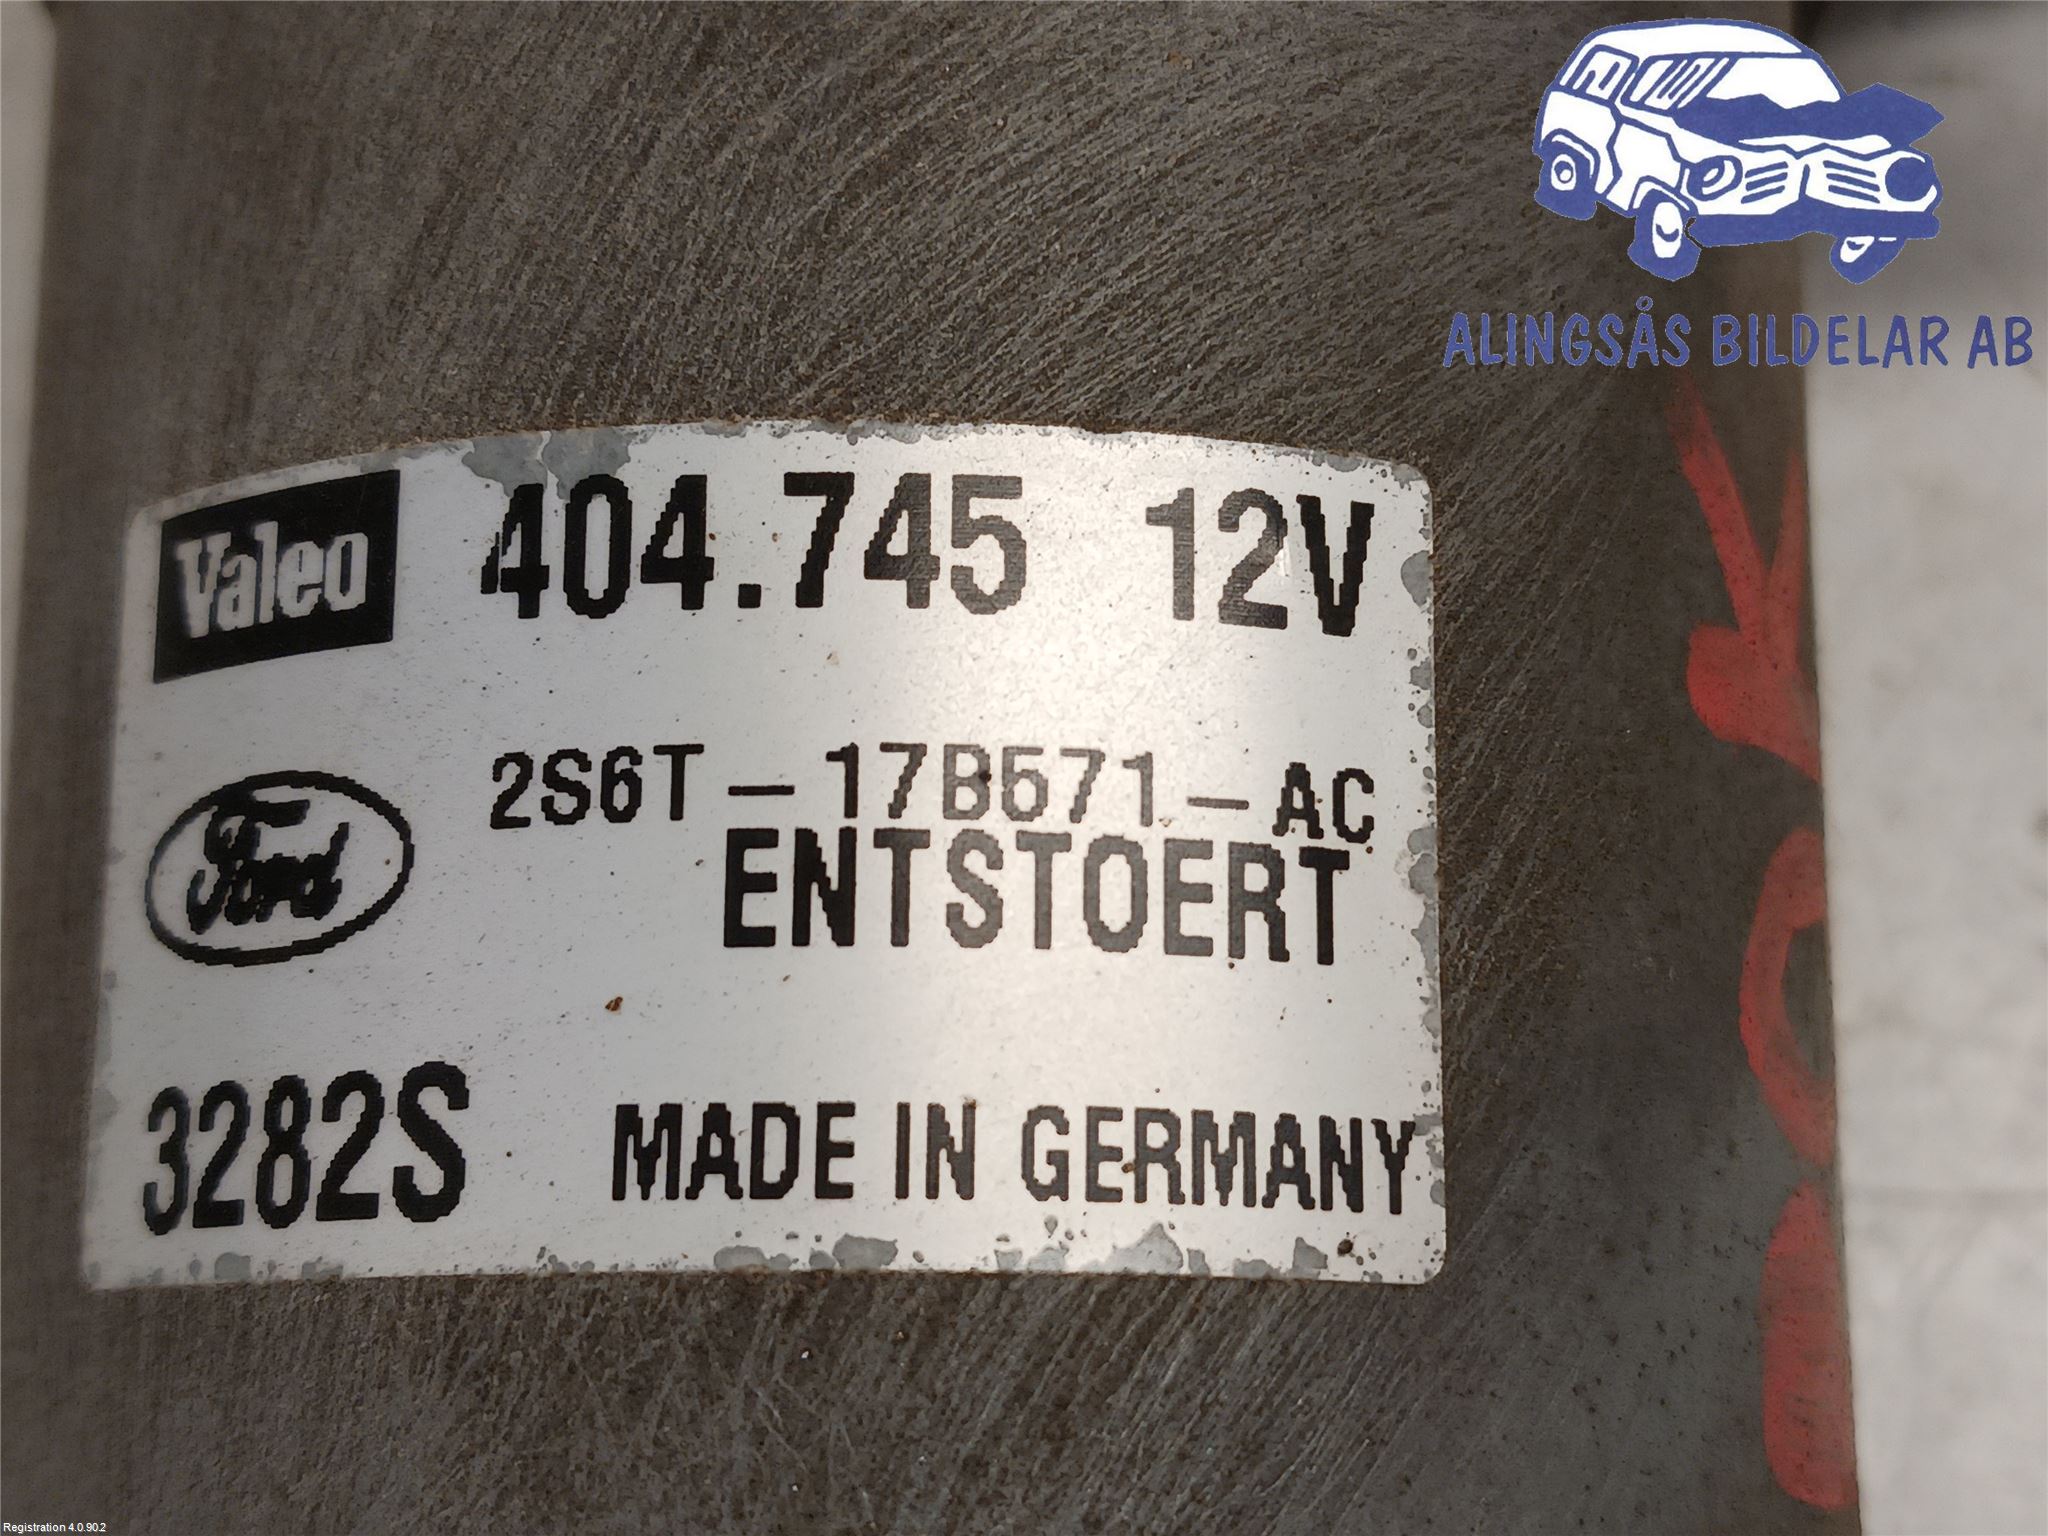 ALINGSÅS BILDELAR AB
Valeo 404.745 12V
2S6T-17B571-AC
Ford ENTSTOERT
3282S MADE IN GERMANY
Registration 4.0.90.2